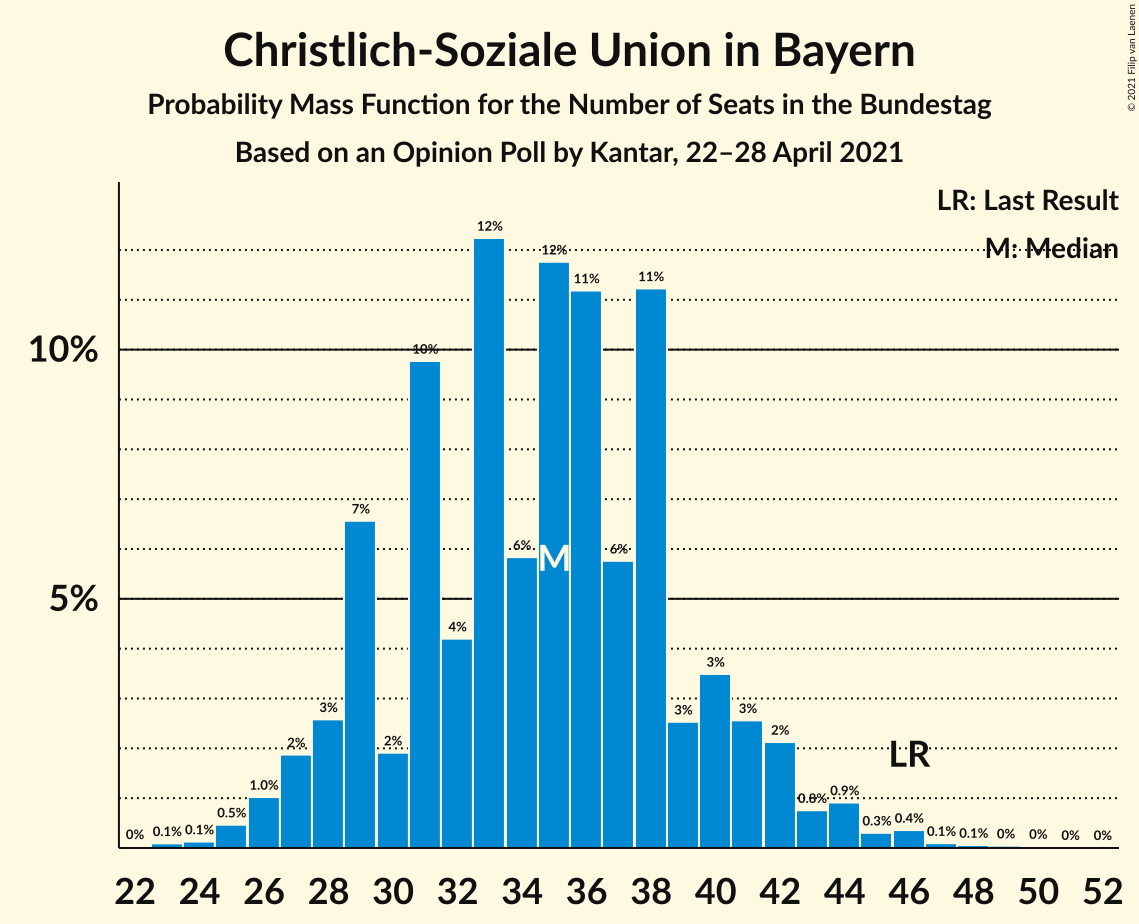 Christlich-Soziale Union in Bayern
Probability Mass Function for the Number of Seats in the Bundestag
Based on an Opinion Poll by Kantar, 22–28 April 2021
© 2021 Filip van Laenen
LR: Last Result
M: Median
10%
5%
0% 0.1% 0.1% 0.5% 1.0% 2% 3% 7% 2% 10% 4% 12% 6% 12% 11% 6% 11% 3% 3% 3% 2% 0.8% 0.9% 0.3% 0.4% 0.1% 0.1% 0% 0% 0% 0%
M
LR
22 24 26 28 30 32 34 36 38 40 42 44 46 48 50 52